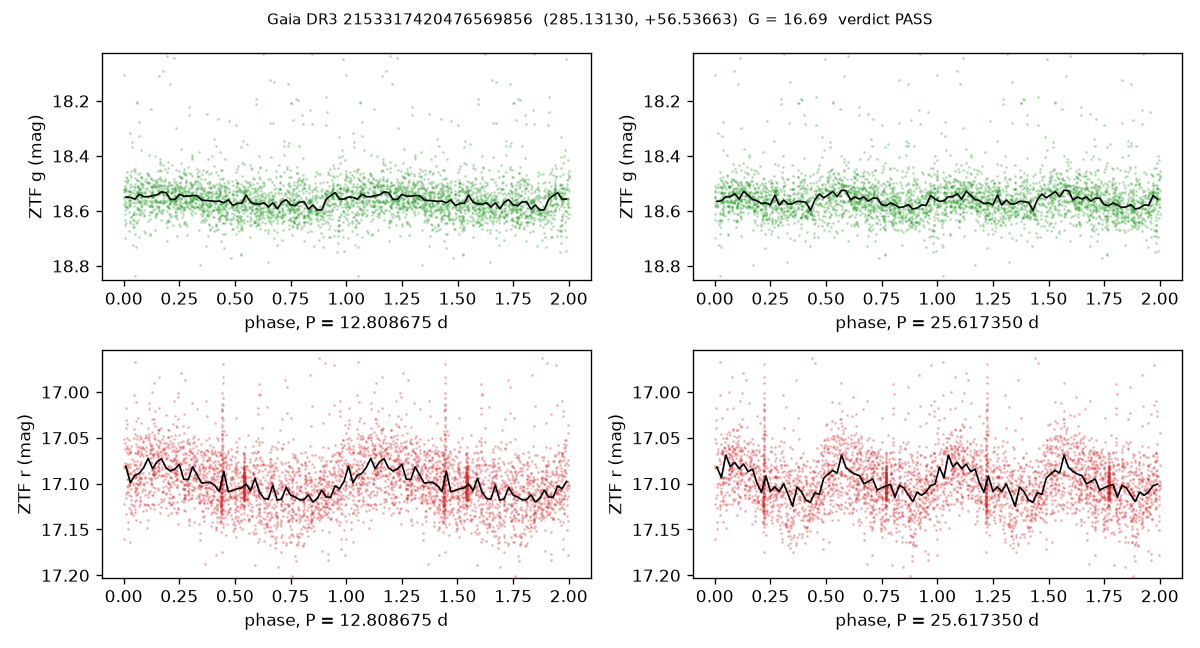 Gaia DR3 2153317420476569856 (285.13130, +56.53663) G = 16.69 verdict PASS
ZTF g (mag)
18.2
18.4
18.6
18.8
0.00 0.25 0.50 0.75 1.00 1.25 1.50 1.75 2.00
phase, P = 12.808675 d
ZTF g (mag)
18.2
18.4
18.6
18.8
0.00 0.25 0.50 0.75 1.00 1.25 1.50 1.75 2.00
phase, P = 25.617350 d
ZTF r (mag)
17.00
17.05
17.10
17.15
17.20
0.00 0.25 0.50 0.75 1.00 1.25 1.50 1.75 2.00
phase, P = 12.808675 d
ZTF r (mag)
17.00
17.05
17.10
17.15
17.20
0.00 0.25 0.50 0.75 1.00 1.25 1.50 1.75 2.00
phase, P = 25.617350 d